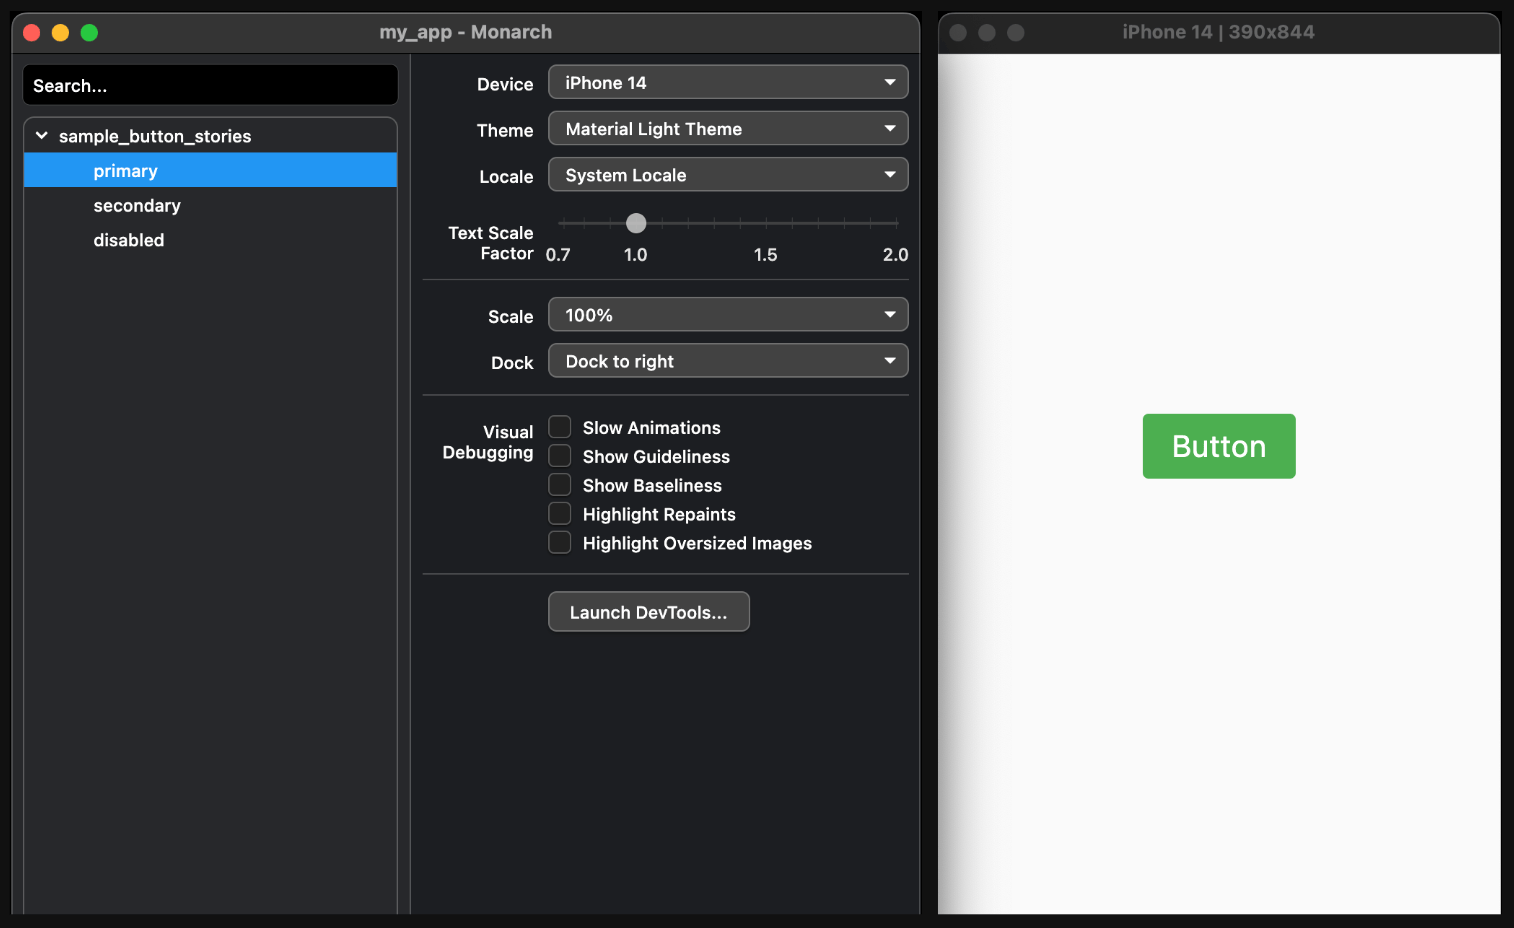 my_app - Monarch
Search...
sample_button_stories
primary
secondary
disabled
Device
iPhone 14
Theme
Material Light Theme
Locale
System Locale
Text Scale
Factor
0.7 1.0 1.5 2.0
Scale
100%
Dock
Dock to right
Visual
Debugging
Slow Animations
Show Guideliness
Show Baseliness
Highlight Repaints
Highlight Oversized Images
Launch DevTools...
iPhone 14 | 390x844
Button